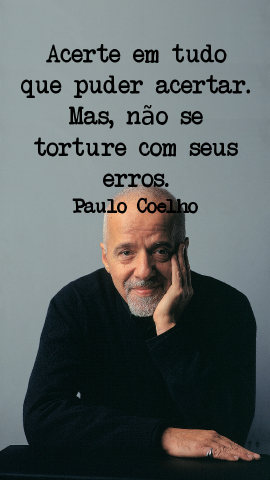 Acerte em tudo
que puder acertar.
Mas, não se
torture com seus
erros.
Paulo Coelho